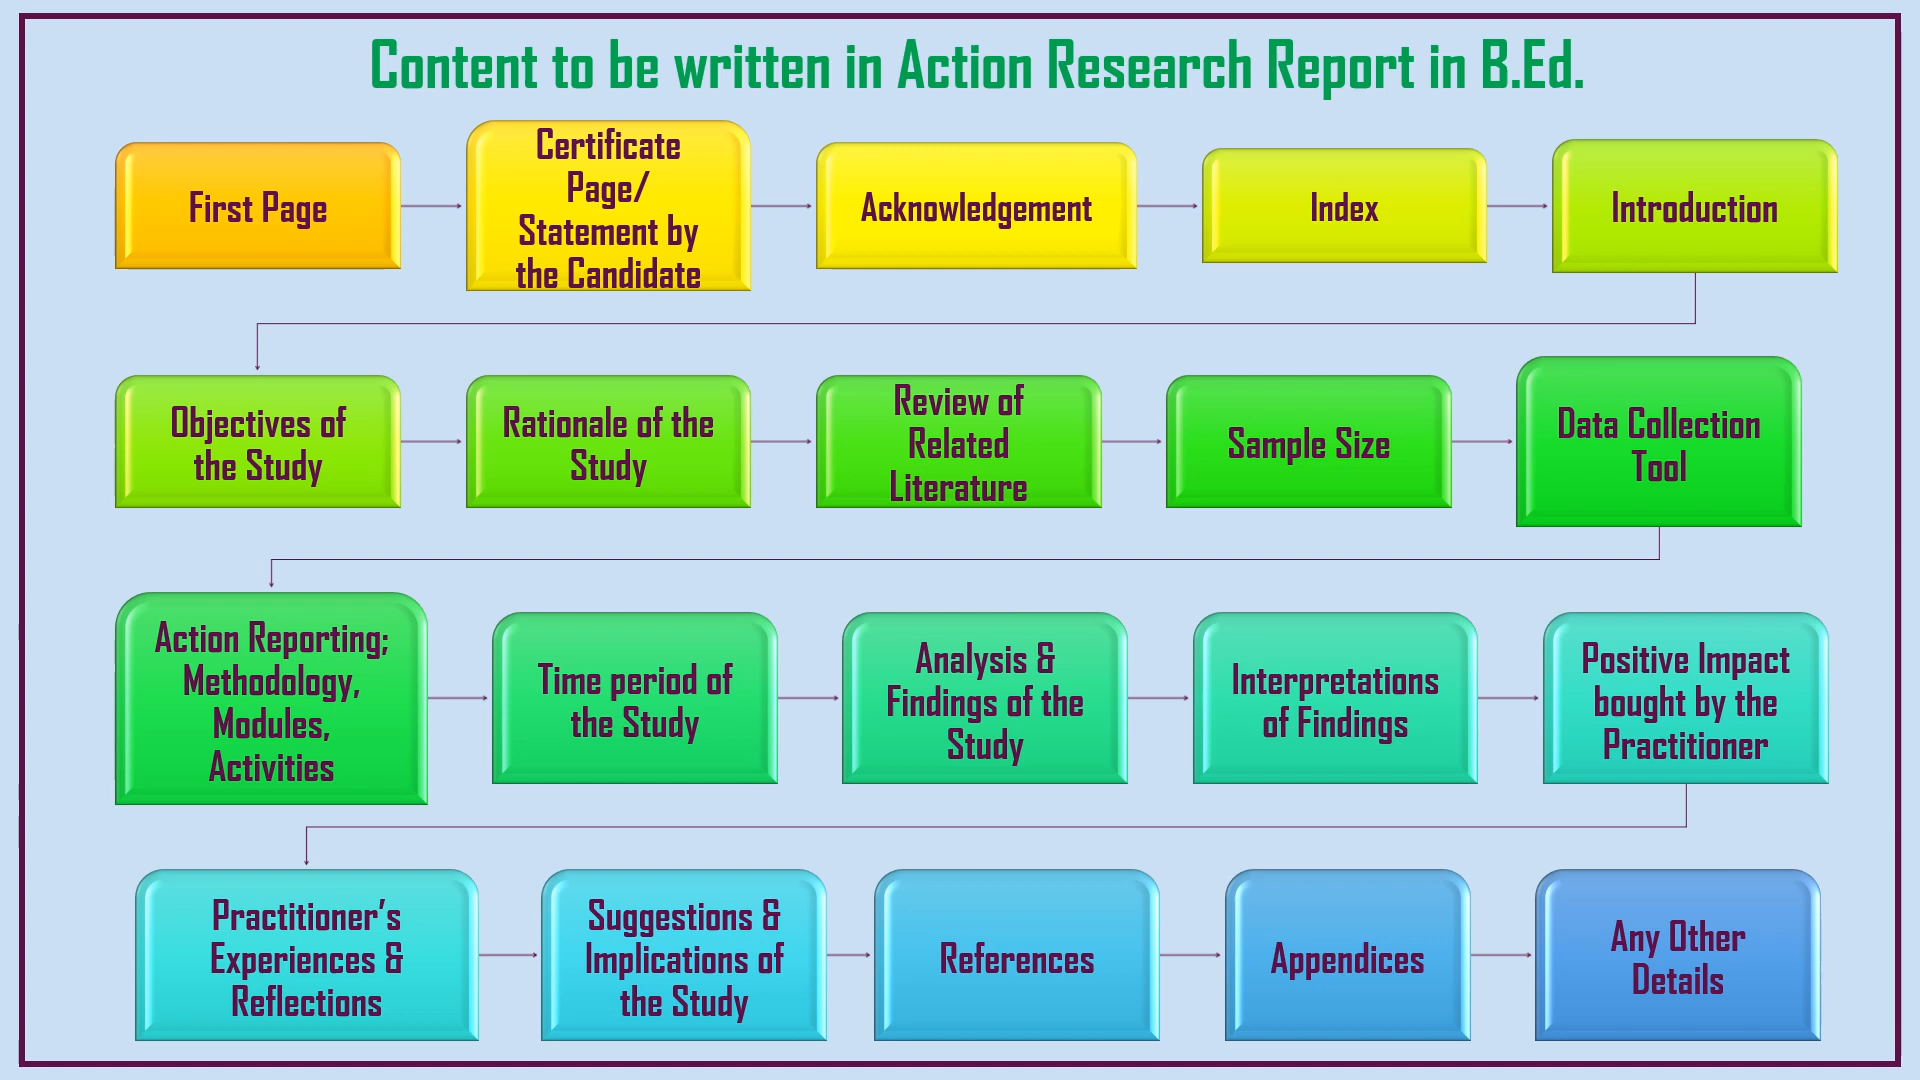 Content to be written in Action Research Report in B.Ed.
First Page
Certificate
Page/
Statement by
the Candidate
Acknowledgement
Index
Introduction
Objectives of
the Study
Rationale of the
Study
Review of
Related
Literature
Sample Size
Data Collection
Tool
Action Reporting;
Methodology,
Modules,
Activities
Time period of
the Study
Analysis &
Findings of the
Study
Interpretations
of Findings
Positive Impact
bought by the
Practitioner
Practitioner's
Experiences &
Reflections
Suggestions &
Implications of
the Study
References
Appendices
Any Other
Details